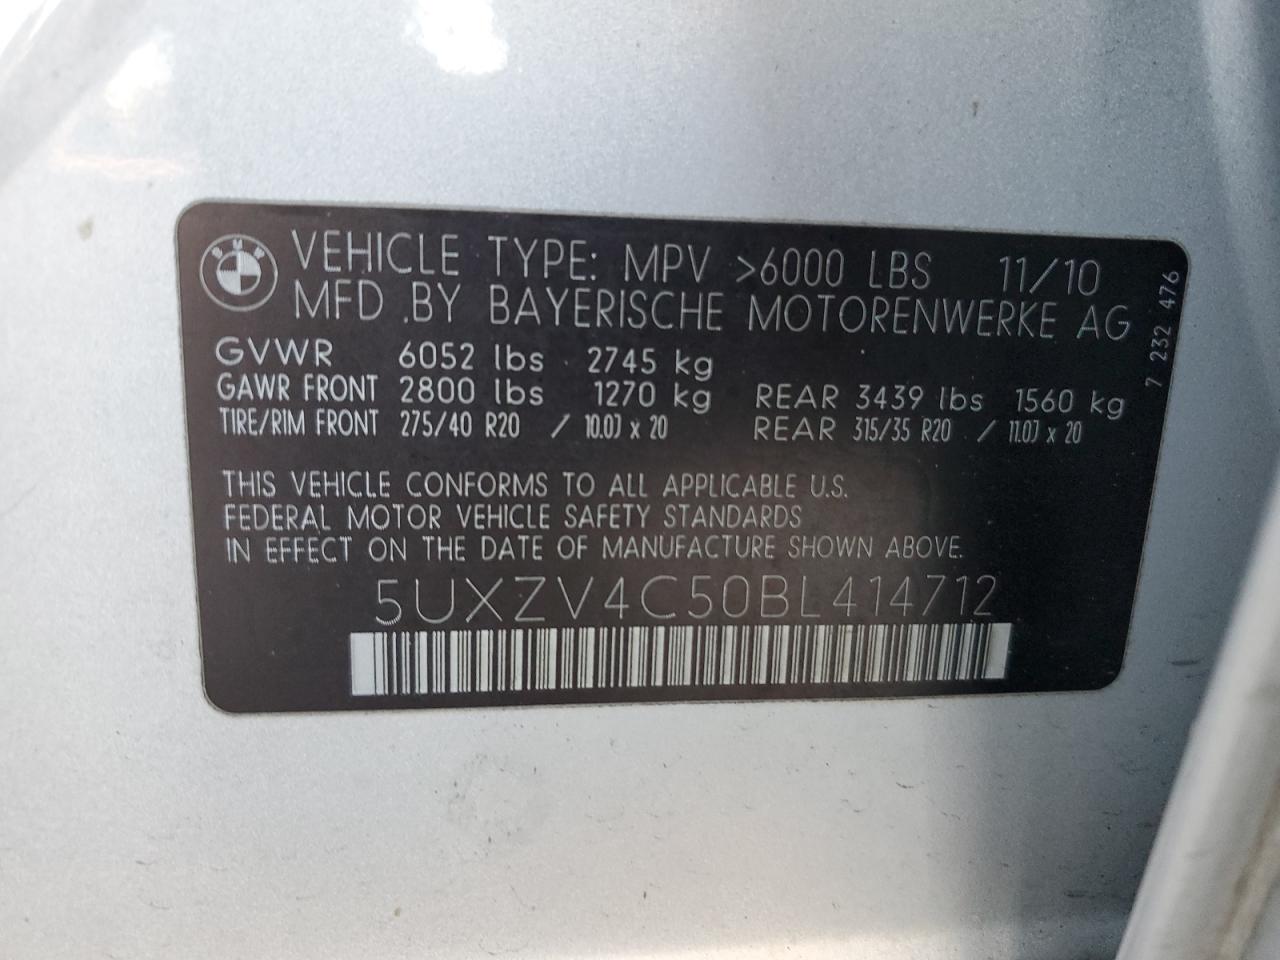 BMW
VEHICLE TYPE: MPV >6000 LBS 11/10
MFD.BY BAYERISCHE MOTORENWERKE AG
GVWR 6052 lbs 2745 kg
GAWR FRONT 2800 lbs 1270 kg REAR 3439 lbs 1560 kg
TIRE/RIM FRONT 275/40 R20 / 10.0J x 20 REAR 315/35 R20 / 11.0J x 20
THIS VEHICLE CONFORMS TO ALL APPLICABLE U.S.
FEDERAL MOTOR VEHICLE SAFETY STANDARDS
IN EFFECT ON THE DATE OF MANUFACTURE SHOWN ABOVE.
5UXZV4C50BL414712
7 232 476